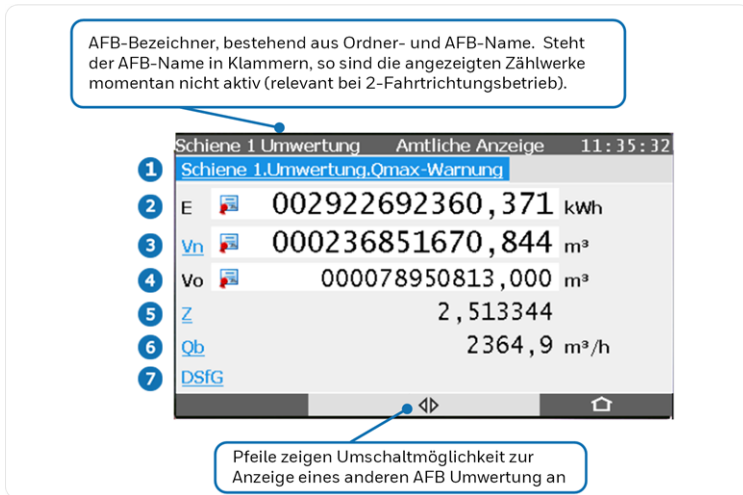 AFB-Bezeichner, bestehend aus Ordner- und AFB-Name. Steht
der AFB-Name in Klammern, so sind die angezeigten Zählwerke
momentan nicht aktiv (relevant bei 2-Fahrtrichtungsbetrieb).
Schiene 1 Umwertung Amtliche Anzeige 11:35:32
1 Schiene 1.Umwertung.Qmax-Warnung
2 E 002922692360,371 kWh
3 Vn 000236851670,844 m³
4 Vo 000078950813,000 m³
5 Z 2,513344
6 Qb 2364,9 m³/h
7 DSfG
Pfeile zeigen Umschaltmöglichkeit zur
Anzeige eines anderen AFB Umwertung an